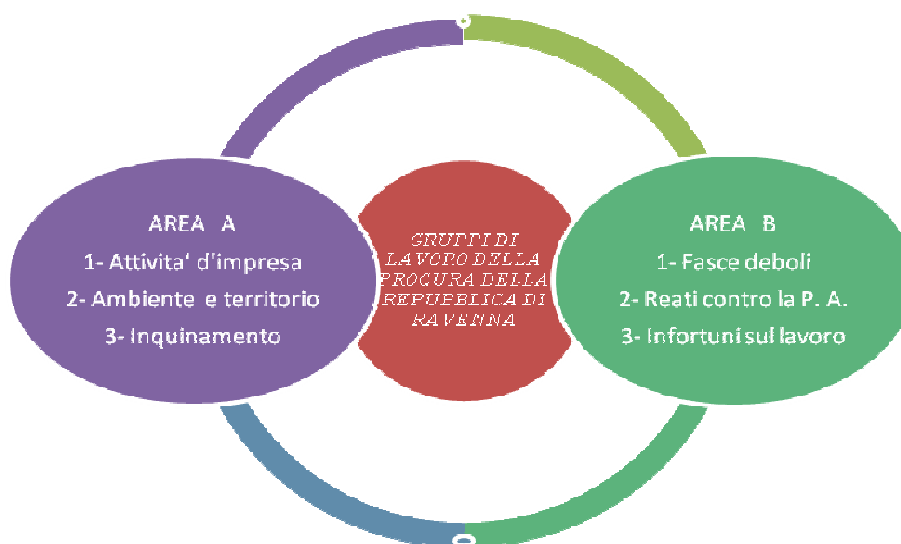 AREA A
1- Attivita' d'impresa
2- Ambiente e territorio
3- Inquinamento
GRUPPI DI
LAVORO DELLA
PROCURA DELLA
REPUBBLICA DI
RAVENNA
AREA B
1- Fasce deboli
2- Reati contro la P. A.
3- Infortuni sul lavoro